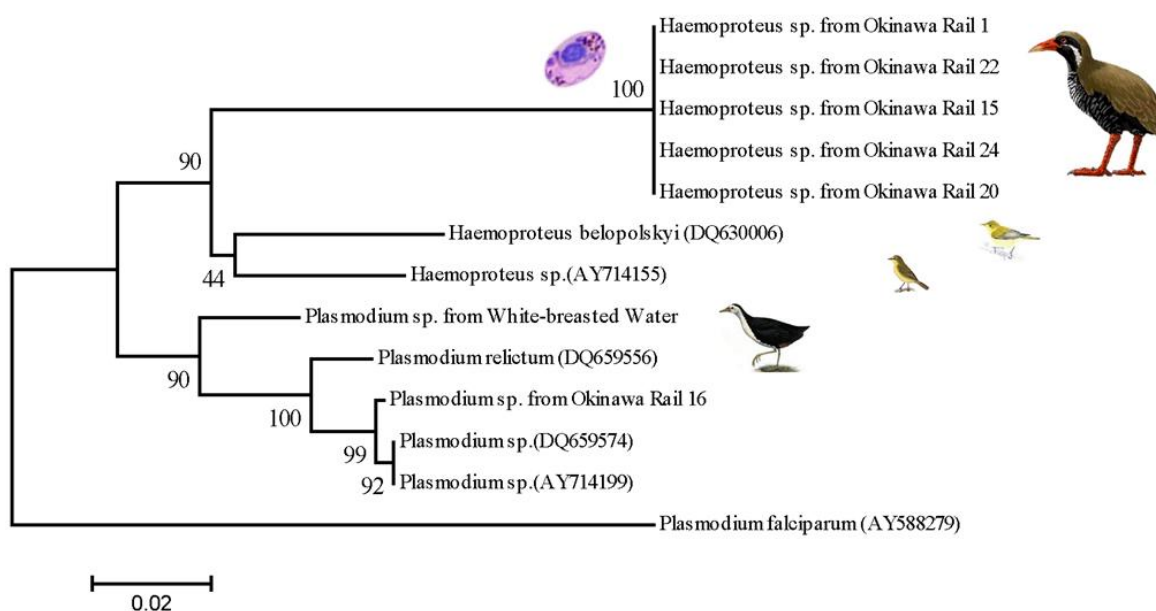 Haemoproteus sp. from Okinawa Rail 1
Haemoproteus sp. from Okinawa Rail 22
100
Haemoproteus sp. from Okinawa Rail 15
Haemoproteus sp. from Okinawa Rail 24
90
Haemoproteus sp. from Okinawa Rail 20
Haemoproteus belopolskyi (DQ630006)
44
Haemoproteus sp.(AY714155)
Plasmodium sp. from White-breasted Water
Plasmodium relictum (DQ659556)
90
Plasmodium sp. from Okinawa Rail 16
100
Plasmodium sp.(DQ659574)
99
Plasmodium sp.(AY714199)
92
Plasmodium falciparum (AY588279)
0.02